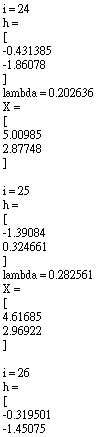 i = 24
h =
[
-0.431385
-1.86078
]
lambda = 0.202636
X =
[
5.00985
2.87748
]
i = 25
h =
[
-1.39084
0.324661
]
lambda = 0.282561
X =
[
4.61685
2.96922
]
i = 26
h =
[
-0.319501
-1.45075